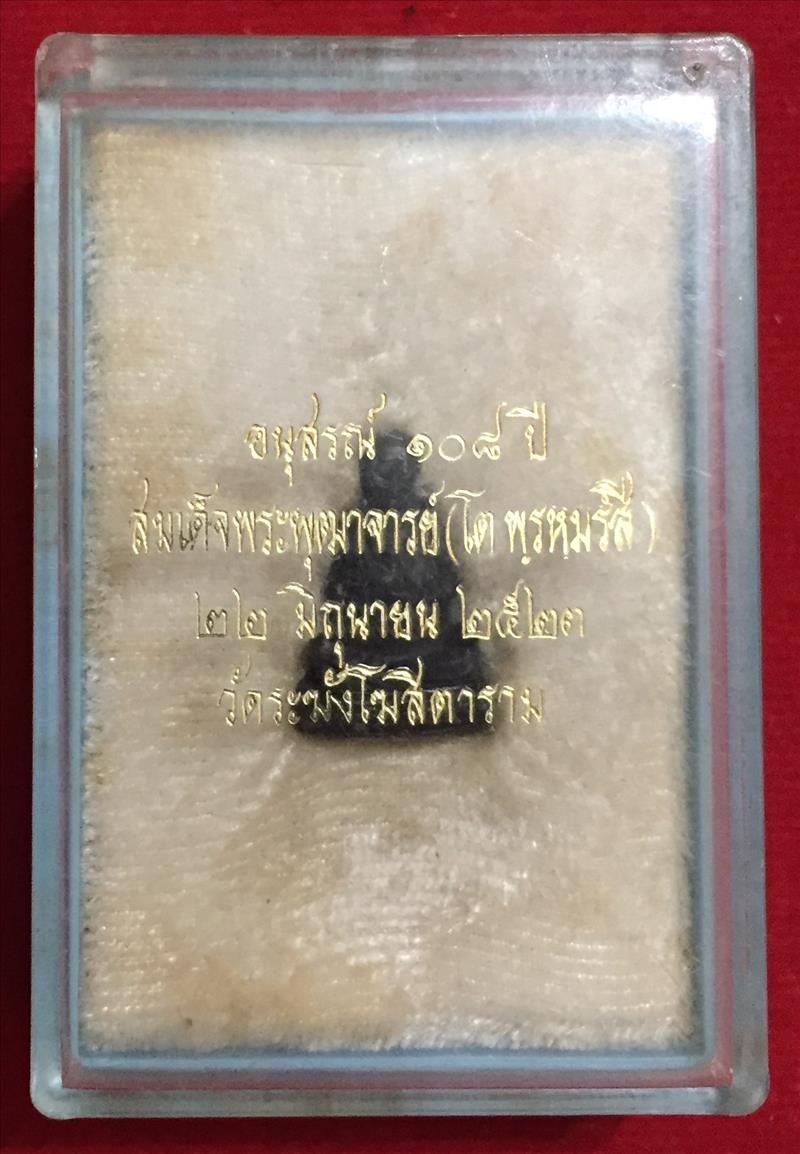 อนุสรณ์ ๑๐๘ ปี
สมเด็จพระพุฒาจารย์(โต พฺรหฺมรํสี)
๒๒ มิถุนายน ๒๕๒๓
วัดระฆังโฆสิตาราม